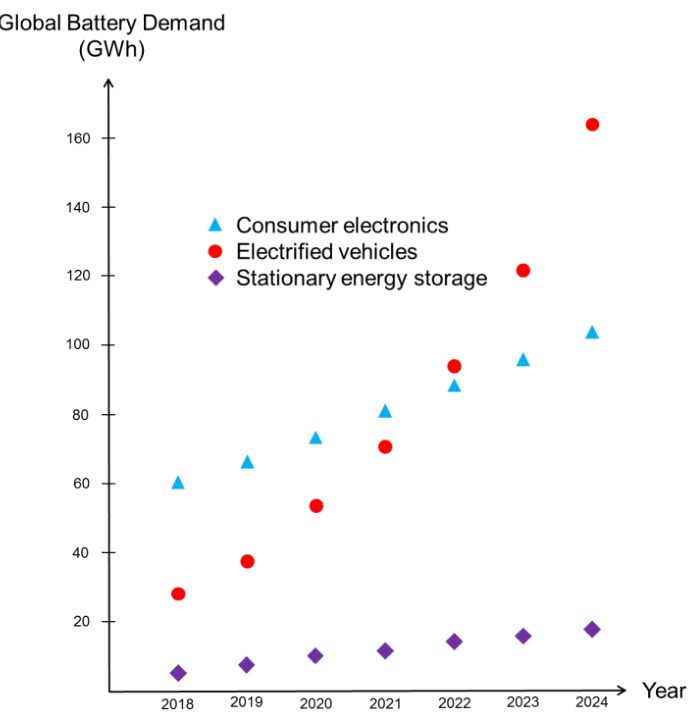 Global Battery Demand
(GWh)
160
140
Consumer electronics
Electrified vehicles
Stationary energy storage
120
100
80
60
40
20
Year
2018 2019 2020 2021 2022 2023 2024